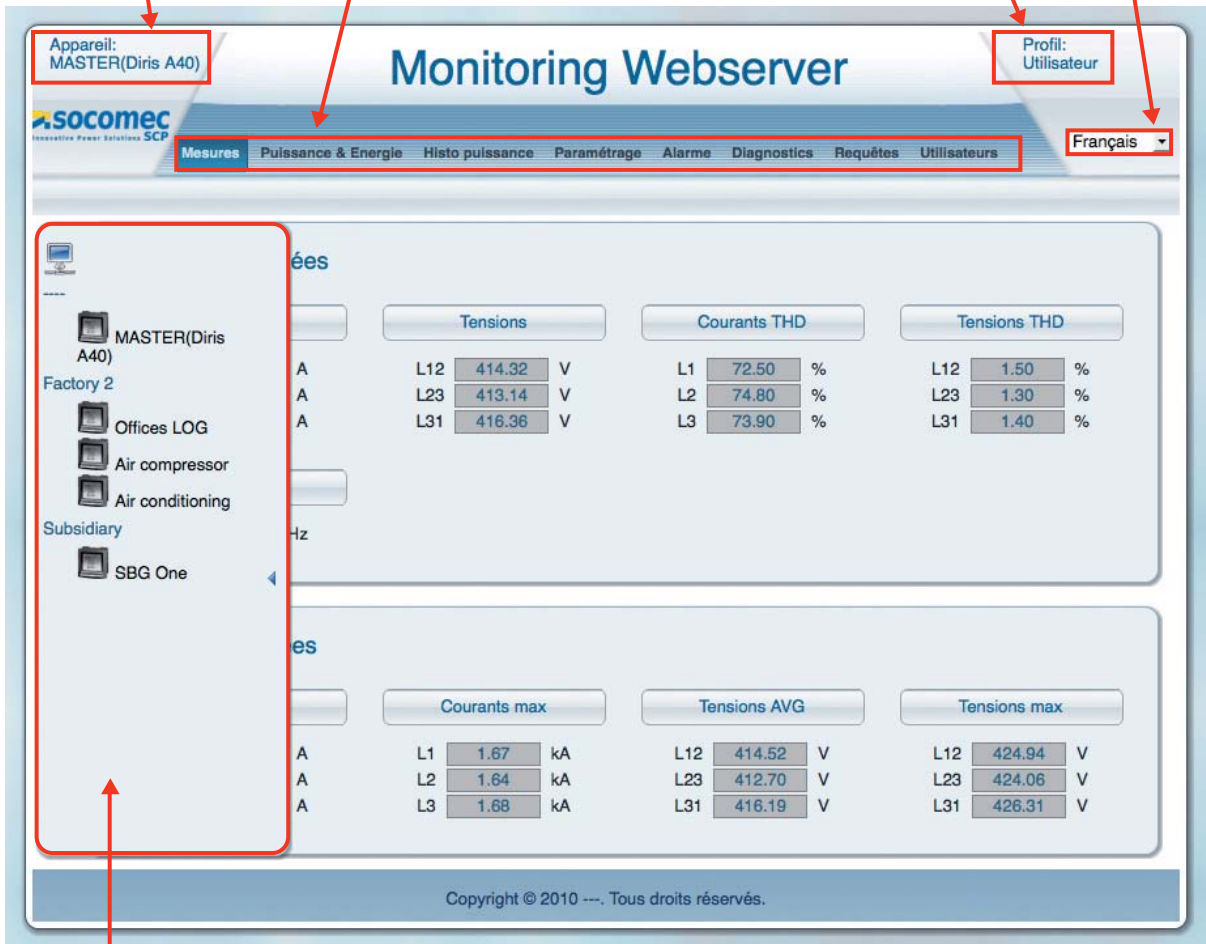 Appareil:
MASTER(Diris A40)
Monitoring Webserver
Profil:
Utilisateur
socomec
Innovative Power Solutions SCP
Mesures Puissance & Energie Histo puissance Paramétrage Alarme Diagnostics Requêtes Utilisateurs
Français
----
MASTER(Diris
A40)
Factory 2
Offices LOG
Air compressor
Air conditioning
Subsidiary
SBG One
ées
Tensions Courants THD Tensions THD
A L12 414.32 V L1 72.50 % L12 1.50 %
A L23 413.14 V L2 74.80 % L23 1.30 %
A L31 416.36 V L3 73.90 % L31 1.40 %
Hz
es
Courants max Tensions AVG Tensions max
A L1 1.67 kA L12 414.52 V L12 424.94 V
A L2 1.64 kA L23 412.70 V L23 424.06 V
A L3 1.68 kA L31 416.19 V L31 426.31 V
Copyright © 2010 ---. Tous droits réservés.